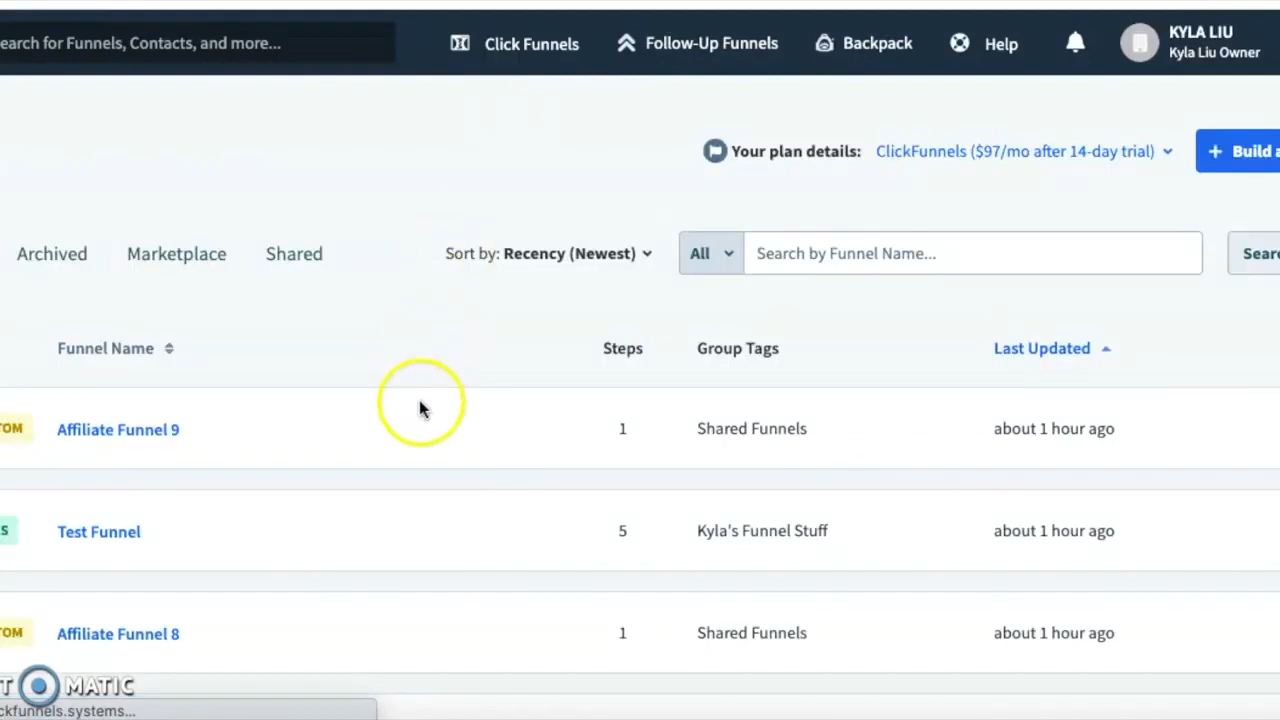 earch for Funnels, Contacts, and more...
Click Funnels
Follow-Up Funnels
Backpack
Help
KYLA LIU
Kyla Liu Owner
Your plan details: ClickFunnels ($97/mo after 14-day trial)
+ Build a
Archived
Marketplace
Shared
Sort by: Recency (Newest)
All
Search by Funnel Name...
Searc
Funnel Name
Steps
Group Tags
Last Updated
TOM
Affiliate Funnel 9
1
Shared Funnels
about 1 hour ago
S
Test Funnel
5
Kyla's Funnel Stuff
about 1 hour ago
TOM
Affiliate Funnel 8
1
Shared Funnels
about 1 hour ago
T MATIC
ckfunnels.systems...